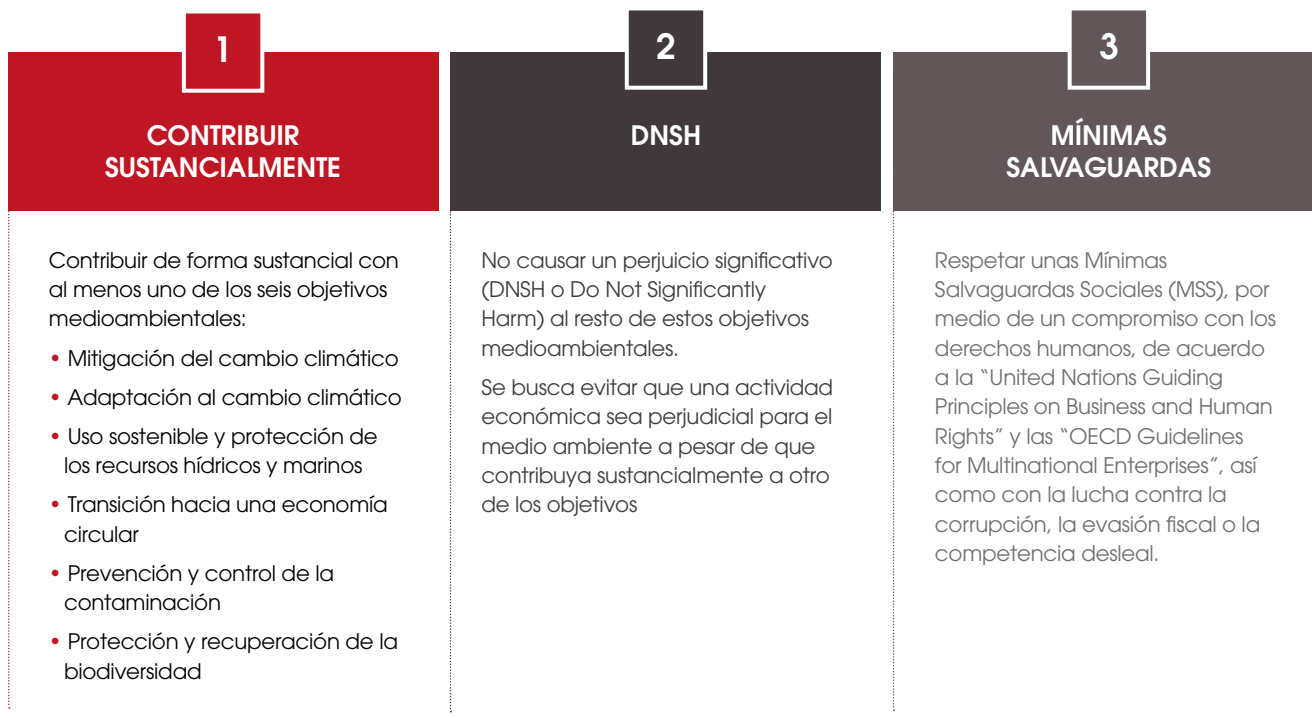 1
CONTRIBUIR
SUSTANCIALMENTE
Contribuir de forma sustancial con
al menos uno de los seis objetivos
medioambientales:
• Mitigación del cambio climático
• Adaptación al cambio climático
• Uso sostenible y protección de
los recursos hídricos y marinos
• Transición hacia una economía
circular
• Prevención y control de la
contaminación
• Protección y recuperación de la
biodiversidad
2
DNSH
No causar un perjuicio significativo
(DNSH o Do Not Significantly
Harm) al resto de estos objetivos
medioambientales.
Se busca evitar que una actividad
económica sea perjudicial para el
medio ambiente a pesar de que
contribuya sustancialmente a otro
de los objetivos
3
MÍNIMAS
SALVAGUARDAS
Respetar unas Mínimas
Salvaguardas Sociales (MSS), por
medio de un compromiso con los
derechos humanos, de acuerdo
a la “United Nations Guiding
Principles on Business and Human
Rights” y las “OECD Guidelines
for Multinational Enterprises”, así
como con la lucha contra la
corrupción, la evasión fiscal o la
competencia desleal.